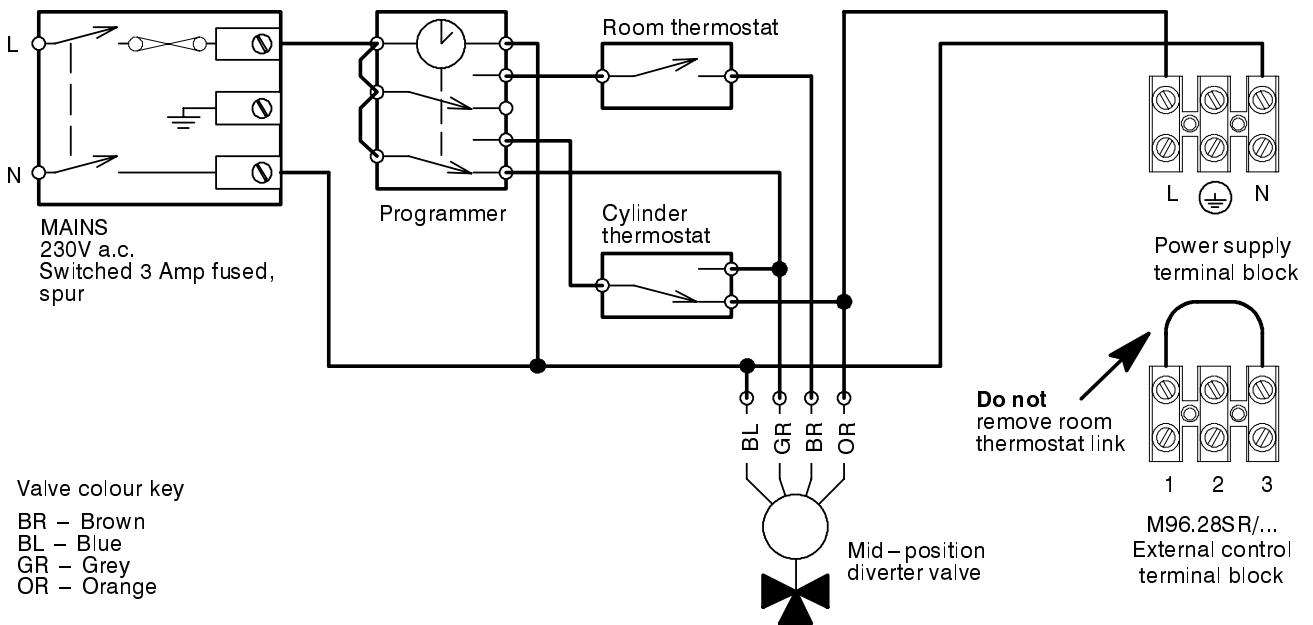 L
N
MAINS
230V a.c.
Switched 3 Amp fused,
spur
Programmer
Room thermostat
Cylinder
thermostat
BL
GR
BR
OR
Mid – position
diverter valve
L
N
Power supply
terminal block
Do not
remove room
thermostat link
1 2 3
M96.28SR/...
External control
terminal block
Valve colour key
BR – Brown
BL – Blue
GR – Grey
OR – Orange